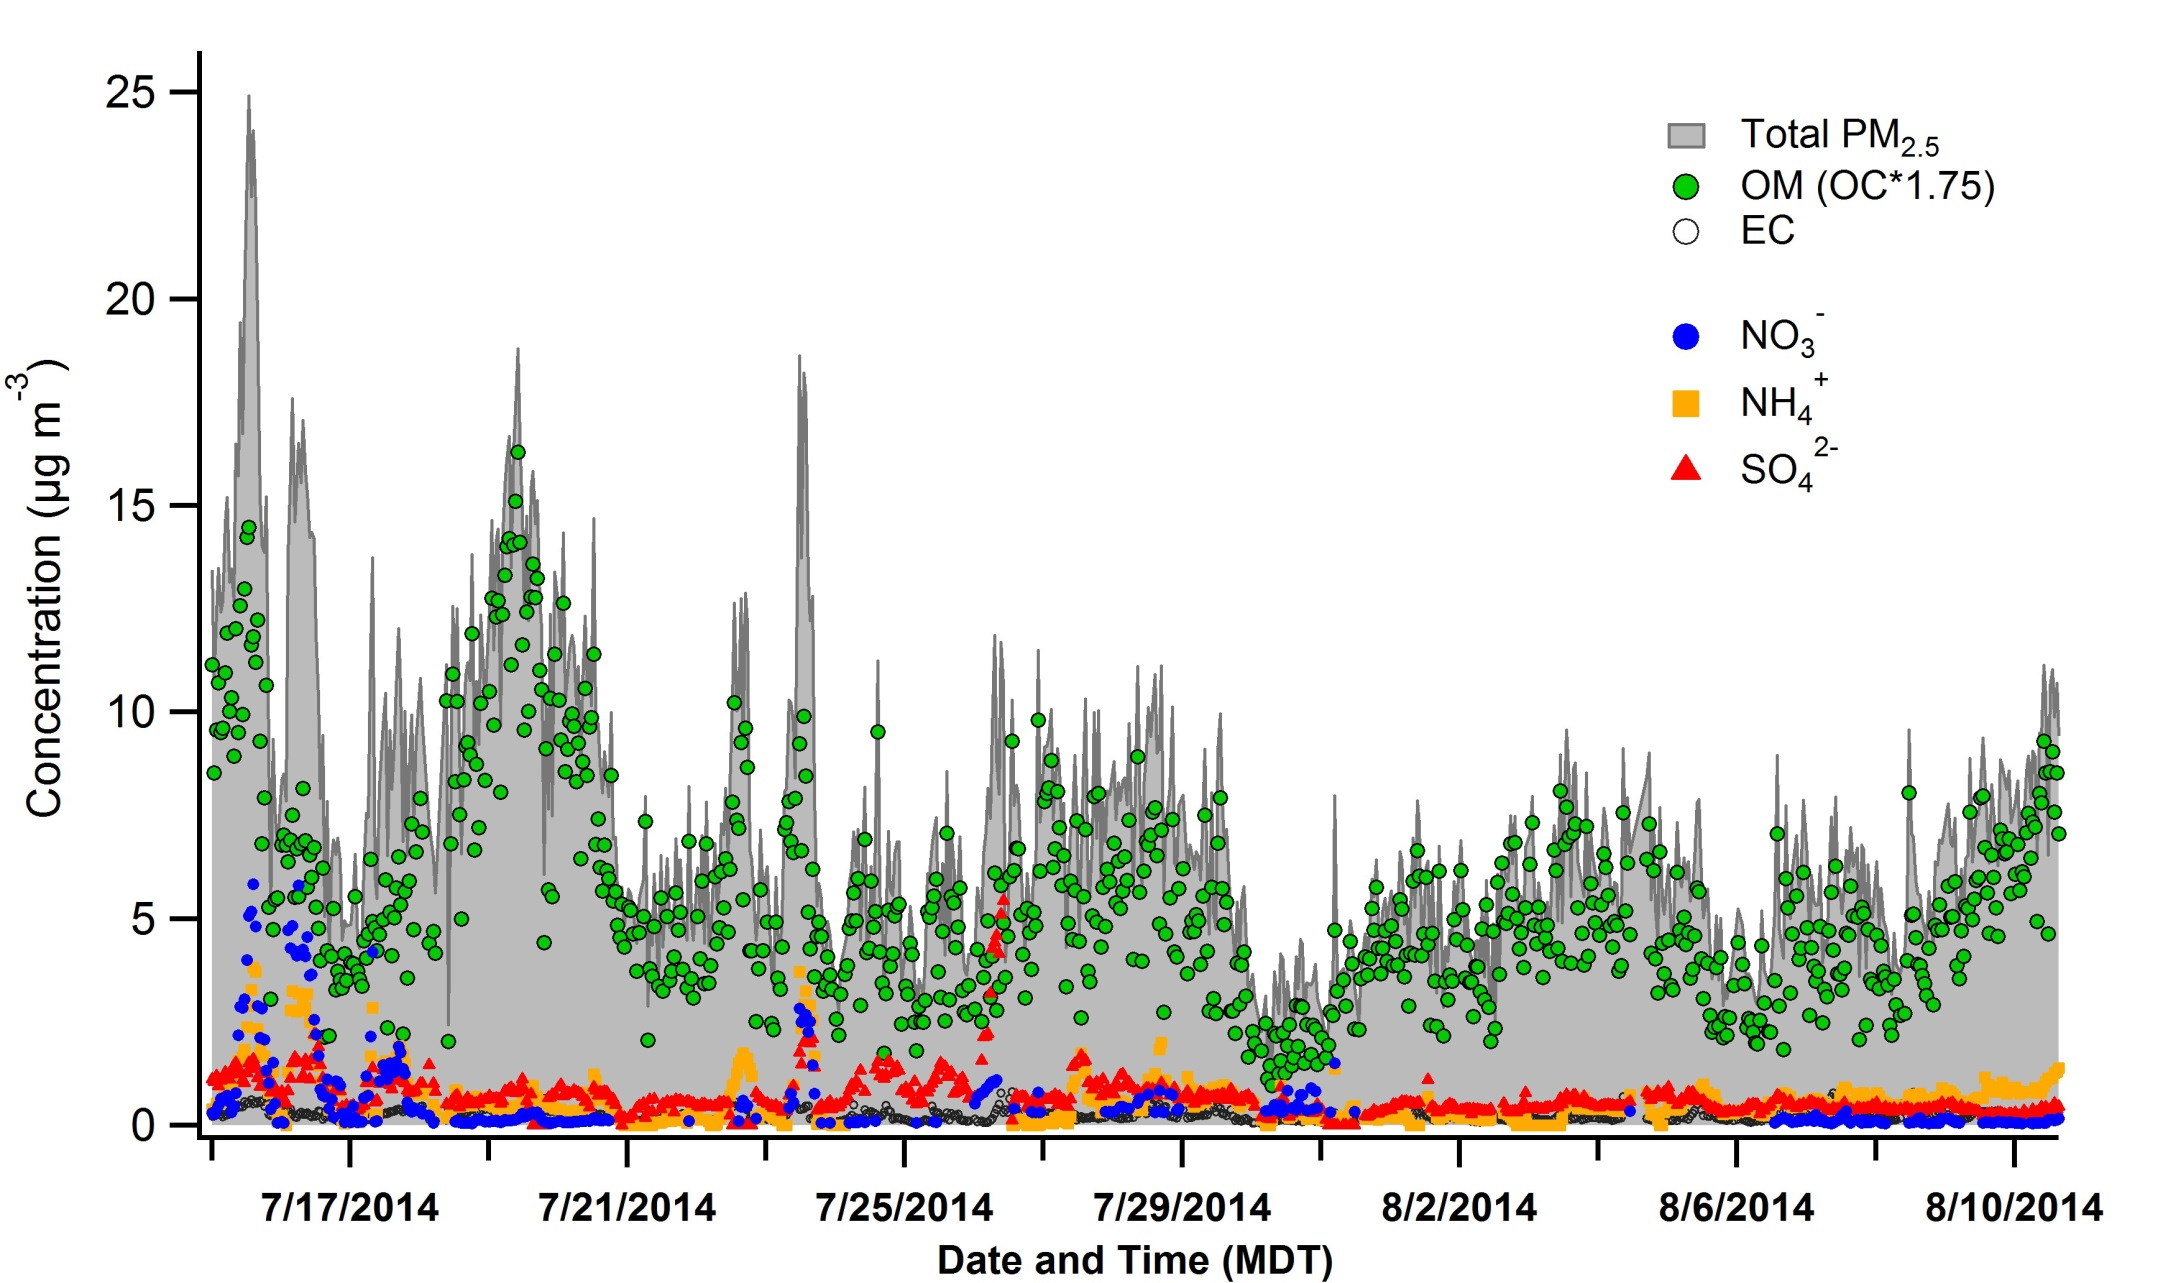 25
20
15
10
5
0
Concentration (µg m⁻³)
Total PM₂.₅
OM (OC*1.75)
EC
NO₃⁻
NH₄⁺
SO₄²⁻
7/17/2014 7/21/2014 7/25/2014 7/29/2014 8/2/2014 8/6/2014 8/10/2014
Date and Time (MDT)